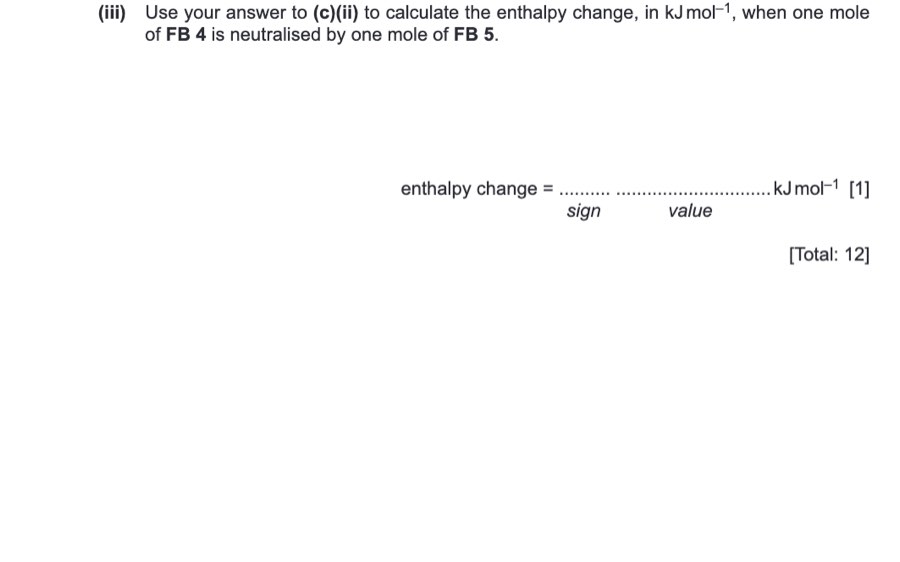 (iii) Use your answer to (c)(ii) to calculate the enthalpy change, in kJ mol⁻¹, when one mole
of FB 4 is neutralised by one mole of FB 5.
enthalpy change = .......... ............................... kJ mol⁻¹ [1]
sign value
[Total: 12]